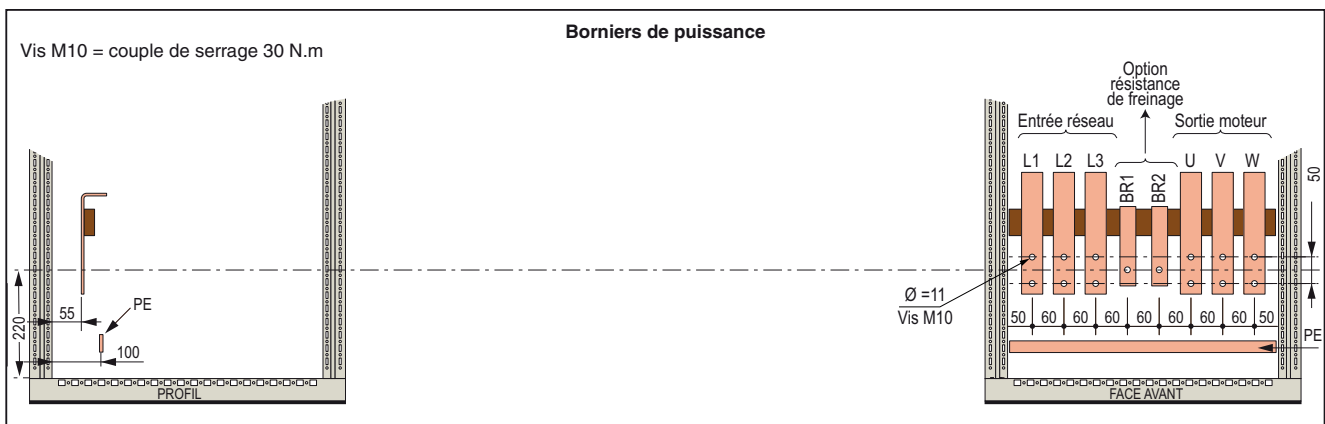 Borniers de puissance
Vis M10 = couple de serrage 30 N.m
Option
résistance
de freinage
Entrée réseau
Sortie moteur
L1 L2 L3 BR1 BR2 U V W
50
Ø =11
Vis M10
50 60 60 60 60 60 60 60 50
PE
FACE AVANT
220
55
PE
100
PROFIL